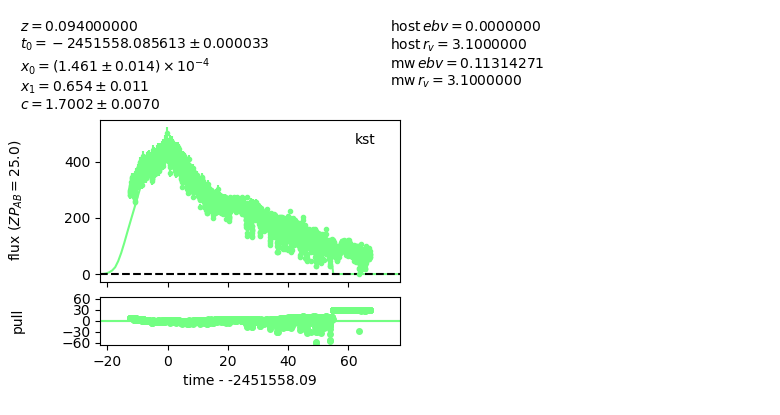 z = 0.094000000
t₀ = − 2451558.085613 ± 0.000033
x₀ = (1.461 ± 0.014) × 10⁻⁴
x₁ = 0.654 ± 0.011
c = 1.7002 ± 0.0070
host ebv = 0.0000000
host r_v = 3.1000000
mw ebv = 0.11314271
mw r_v = 3.1000000
flux (ZP_AB = 25.0)
400
200
0
kst
pull
60
30
0
−30
−60
−20 0 20 40 60
time - -2451558.09